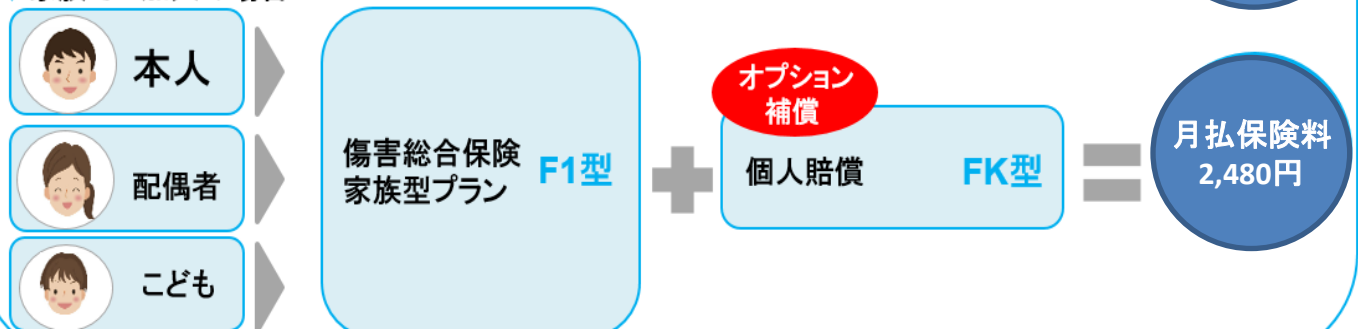 本人
配偶者
こども
傷害総合保険
家族型プラン
F1型
オプション
補償
個人賠償
FK型
月払保険料
2,480円